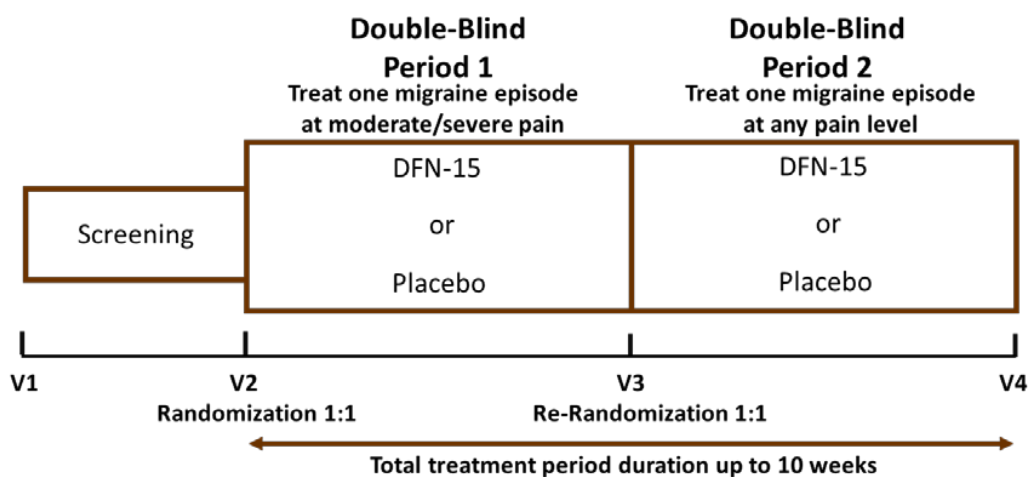 Double-Blind
Period 1
Treat one migraine episode
at moderate/severe pain
Double-Blind
Period 2
Treat one migraine episode
at any pain level
Screening
DFN-15
or
Placebo
DFN-15
or
Placebo
V1
V2
V3
V4
Randomization 1:1
Re-Randomization 1:1
Total treatment period duration up to 10 weeks